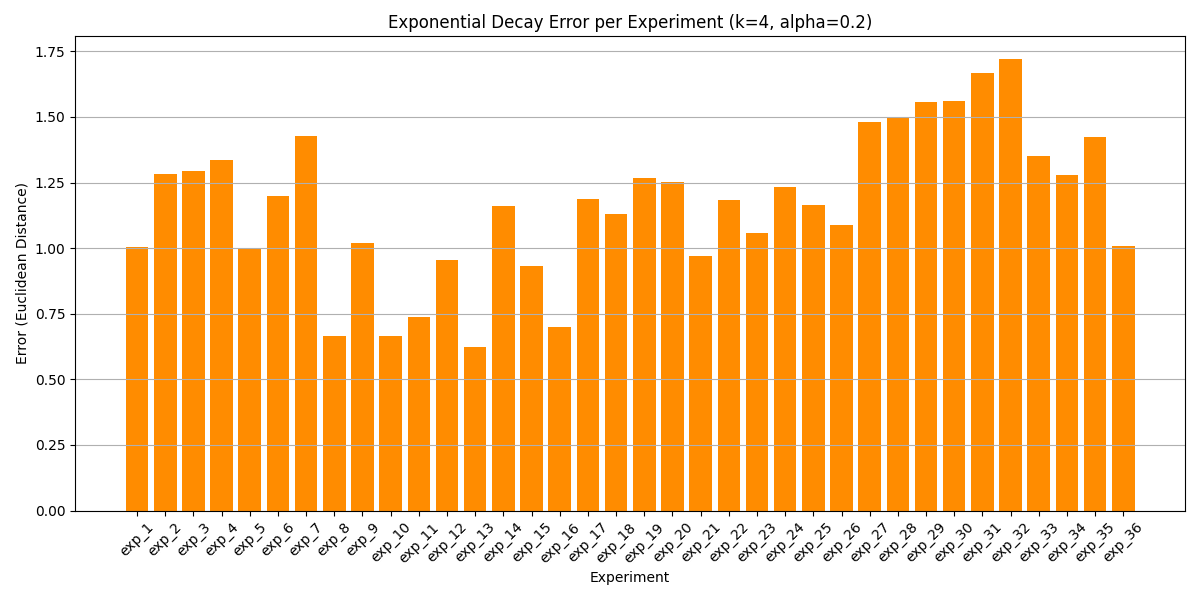 Exponential Decay Error per Experiment (k=4, alpha=0.2)
Error (Euclidean Distance)
1.75
1.50
1.25
1.00
0.75
0.50
0.25
0.00
exp_1 exp_2 exp_3 exp_4 exp_5 exp_6 exp_7 exp_8 exp_9 exp_10 exp_11 exp_12 exp_13 exp_14 exp_15 exp_16 exp_17 exp_18 exp_19 exp_20 exp_21 exp_22 exp_23 exp_24 exp_25 exp_26 exp_27 exp_28 exp_29 exp_30 exp_31 exp_32 exp_33 exp_34 exp_35 exp_36
Experiment